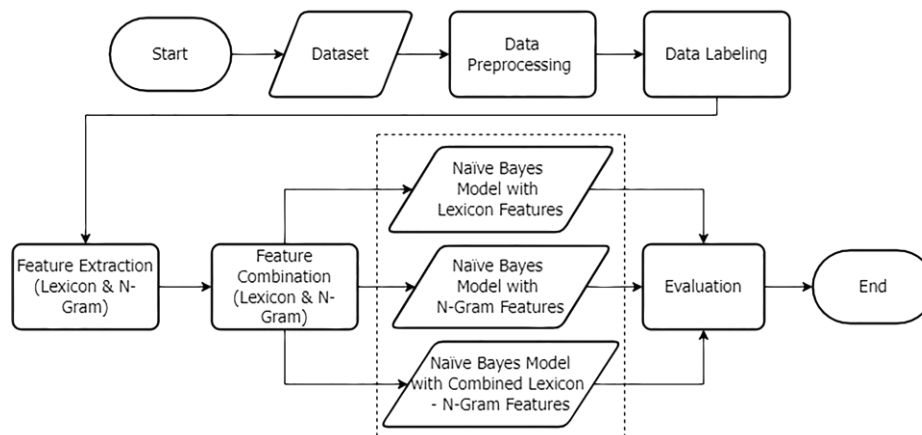 Start
Dataset
Data
Preprocessing
Data Labeling
Naïve Bayes
Model with
Lexicon Features
Feature Extraction
(Lexicon & N-
Gram)
Feature
Combination
(Lexicon & N-
Gram)
Naïve Bayes
Model with
N-Gram Features
Evaluation
End
Naïve Bayes Model
with Combined Lexicon
- N-Gram Features